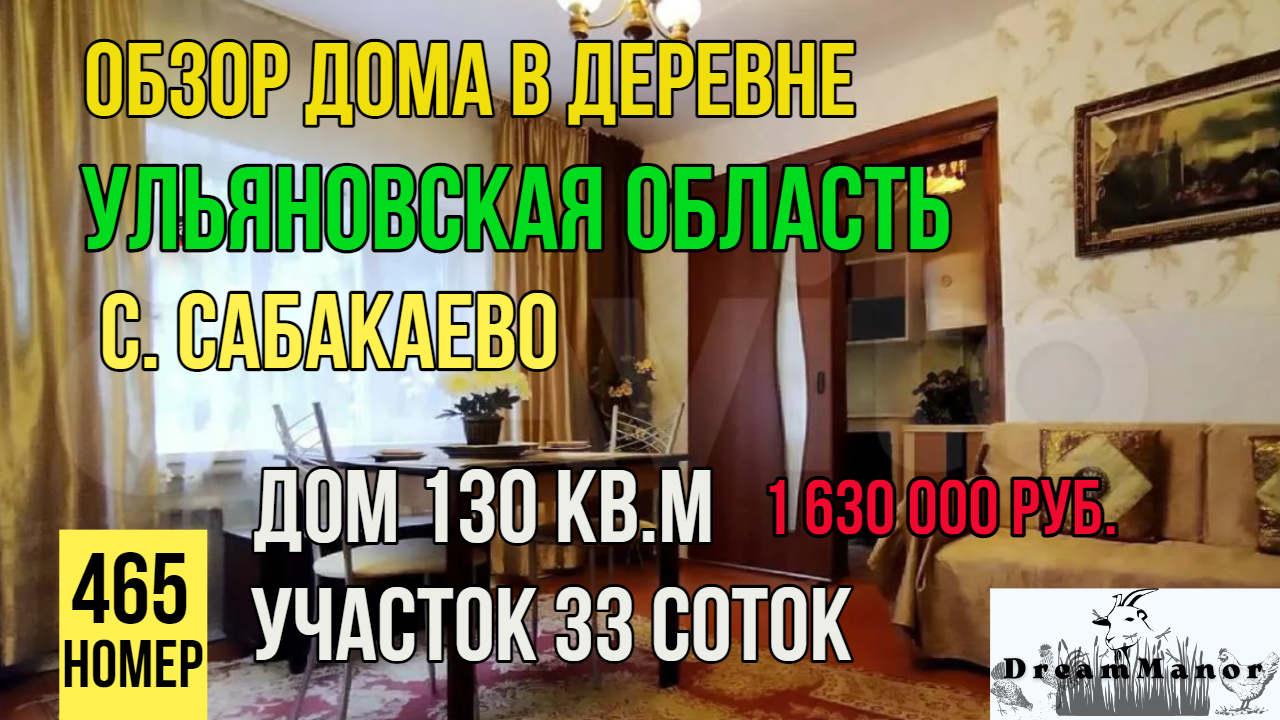 ОБЗОР ДОМА В ДЕРЕВНЕ
УЛЬЯНОВСКАЯ ОБЛАСТЬ
С. САБАКАЕВО
ДОМ 130 КВ.М
1 630 000 РУБ.
УЧАСТОК 33 СОТОК
465
НОМЕР
DreamManor
Avito